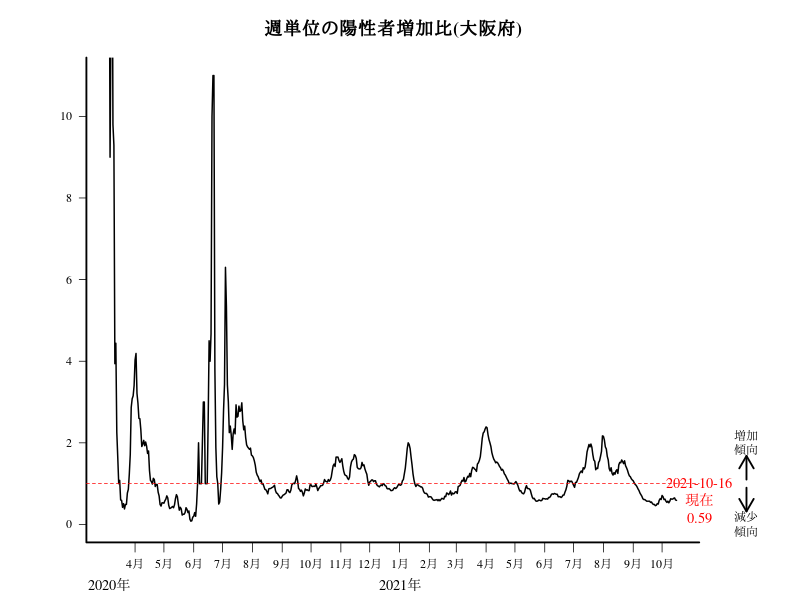 週単位の陽性者増加比(大阪府)
10
8
6
4
2
0
増加
傾向
2021-10-16
現在
0.59
減少
傾向
4月 5月 6月 7月 8月 9月 10月 11月 12月 1月 2月 3月 4月 5月 6月 7月 8月 9月 10月
2020年 2021年